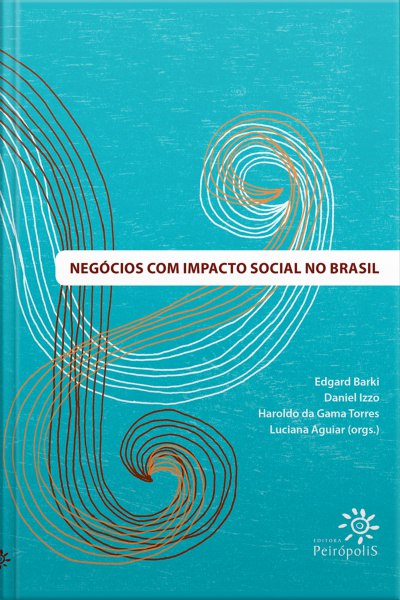 NEGÓCIOS COM IMPACTO SOCIAL NO BRASIL
Edgard Barki
Daniel Izzo
Haroldo da Gama Torres
Luciana Aguiar (orgs.)
EDITORA
PeirópoliS